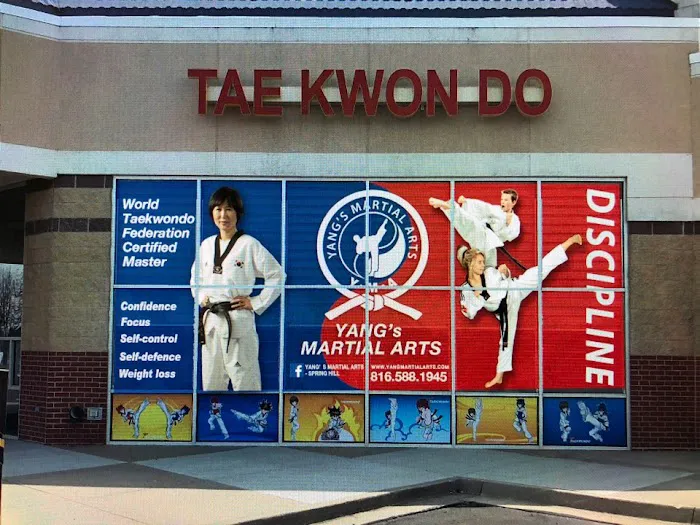 TAE KWON DO
World
Taekwondo
Federation
Certified
Master
Confidence
Focus
Self-control
Self-defence
Weight loss
YANG'S MARTIAL ARTS
Y·M·A
YANG's
MARTIAL ARTS
f YANG' S MARTIAL ARTS
- SPRING HILL
WWW.YANGSMARTIALARTS.COM
816.588.1945
DISCIPLINE